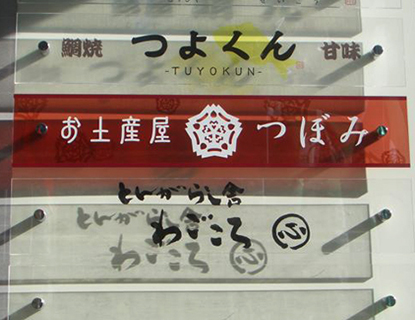 鯛焼 つよくん 甘味
-TUYOKUN-
お土産屋 つぼみ
とんがらし舎
わごころ 心